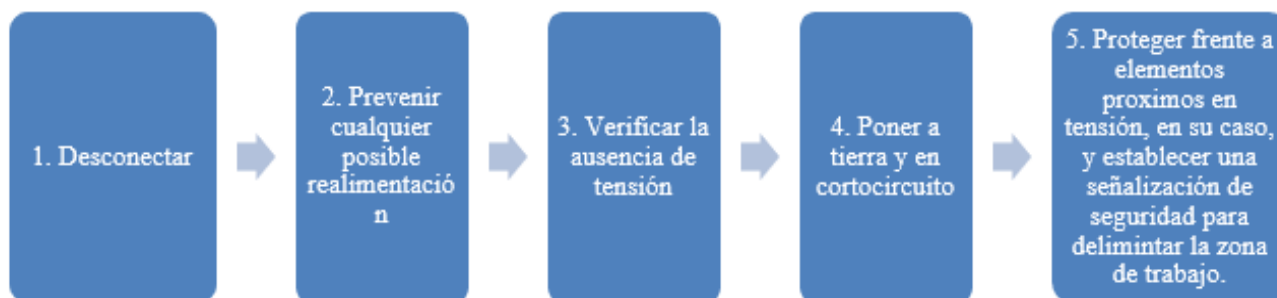 1. Desconectar
2. Prevenir
cualquier
posible
realimentació
n
3. Verificar la
ausencia de
tensión
4. Poner a
tierra y en
cortocircuito
5. Proteger frente a
elementos
proximos en
tensión, en su caso,
y establecer una
señalización de
seguridad para
delimintar la zona
de trabajo.